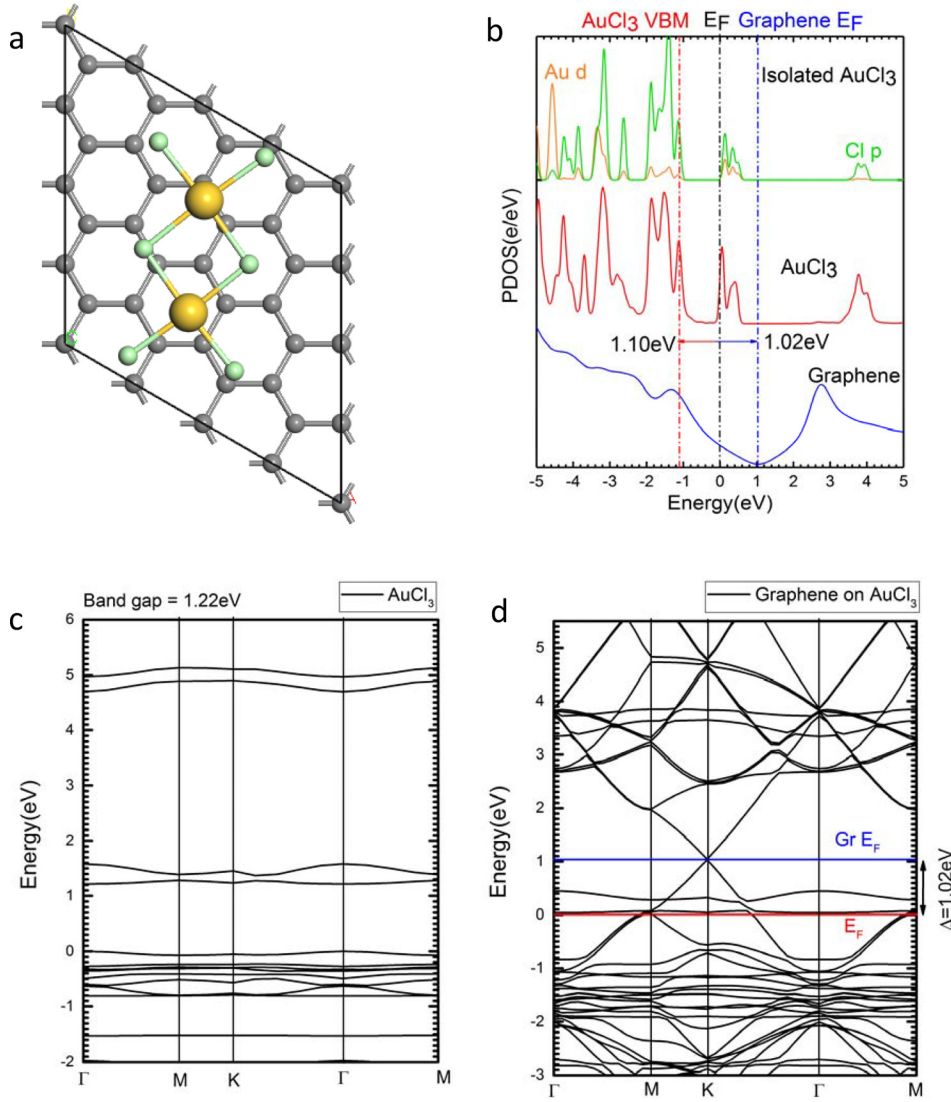 a
b
AuCl3 VBM EF Graphene EF
Au d
Isolated AuCl3
Cl p
AuCl3
1.10eV
1.02eV
Graphene
PDOS(e/eV)
-5 -4 -3 -2 -1 0 1 2 3 4 5
Energy(eV)
c
Band gap = 1.22eV
AuCl3
6
5
4
3
2
1
0
-1
-2
Energy(eV)
Γ M K Γ M
d
Graphene on AuCl3
5
4
3
2
1
0
-1
-2
-3
Energy(eV)
Gr EF
EF
Δ=1.02eV
Γ M K Γ M